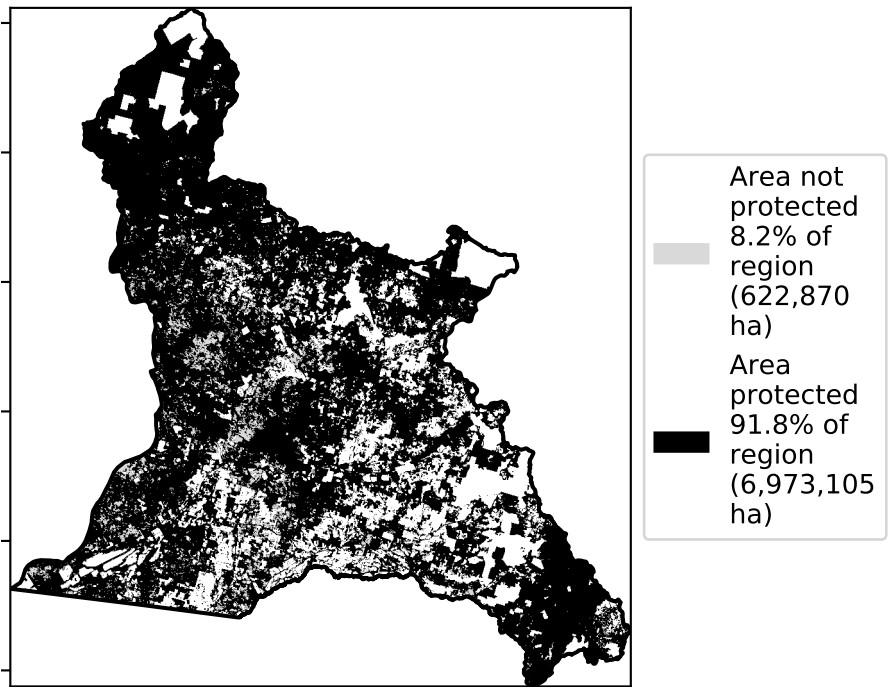 Area not
protected
8.2% of
region
(622,870
ha)
Area
protected
91.8% of
region
(6,973,105
ha)